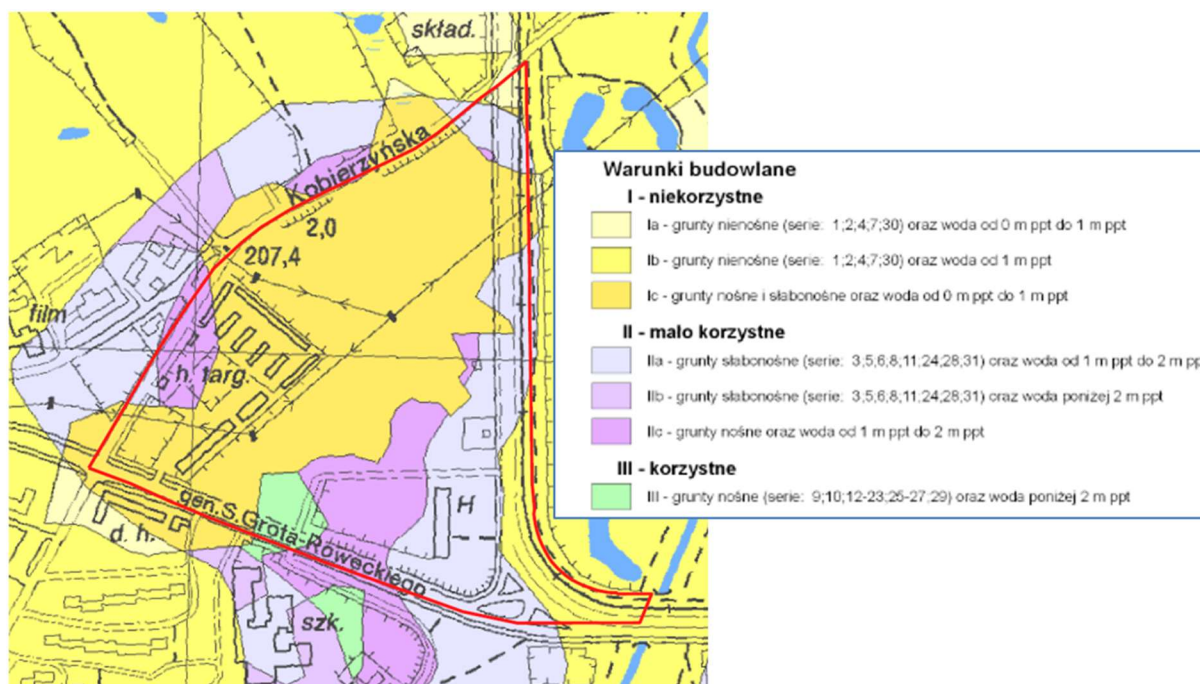 skład.
Kobierzyńska
2,0
207,4
film
h. targ.
H
gen.S.Grota-Roweckiego
d. h.
szk.
Warunki budowlane
I - niekorzystne
Ia - grunty nienośne (serie: 1;2;4;7;30) oraz woda od 0 m ppt do 1 m ppt
Ib - grunty nienośne (serie: 1;2;4;7;30) oraz woda od 1 m ppt
Ic - grunty nośne i słabonośne oraz woda od 0 m ppt do 1 m ppt
II - mało korzystne
IIa - grunty słabonośne (serie: 3,5;6,8;11,24;28,31) oraz woda od 1 m ppt do 2 m pp
IIb - grunty słabonośne (serie: 3,5;6,8;11,24;28,31) oraz woda poniżej 2 m ppt
IIc - grunty nośne oraz woda od 1 m ppt do 2 m ppt
III - korzystne
III - grunty nośne (serie: 9;10;12-23;25-27;29) oraz woda poniżej 2 m ppt